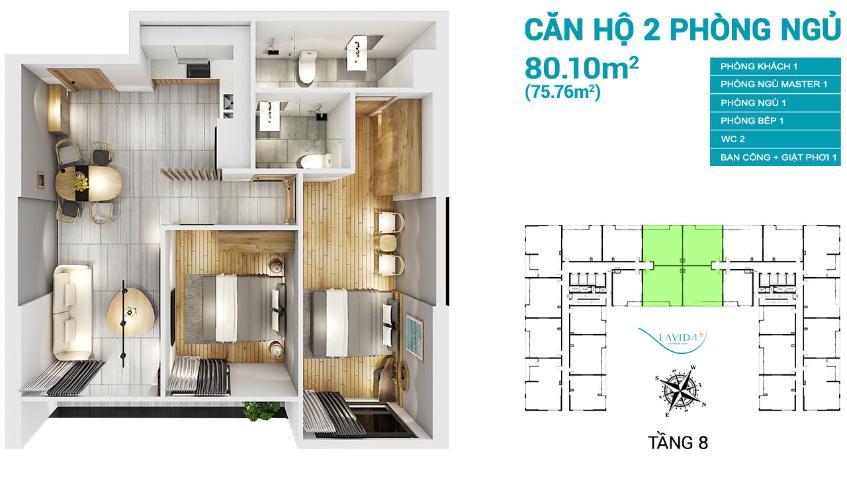 CĂN HỘ 2 PHÒNG NGỦ
80.10m²
(75.76m²)
PHÒNG KHÁCH 1
PHÒNG NGỦ MASTER 1
PHÒNG NGỦ 1
PHÒNG BẾP 1
WC 2
BAN CÔNG + GIẶT PHƠI 1
LAVIDA+
S
W
E
N
TẦNG 8